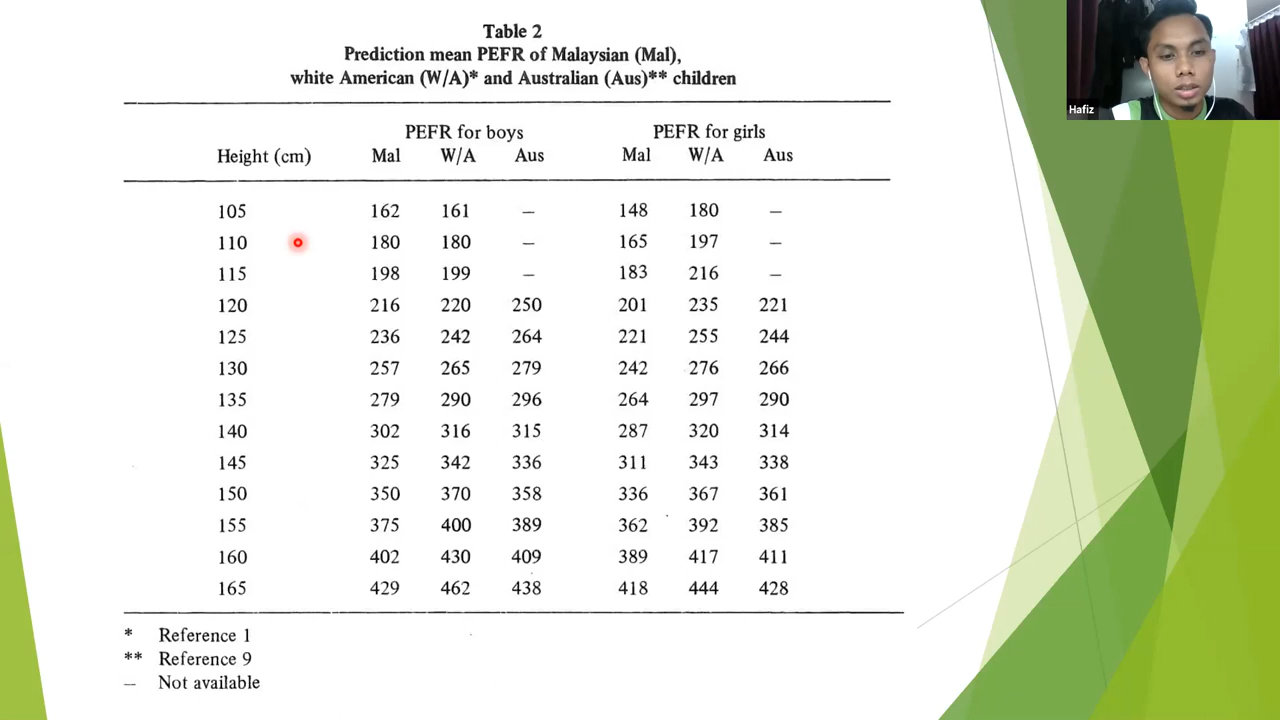 Table 2
Prediction mean PEFR of Malaysian (Mal),
white American (W/A)* and Australian (Aus)** children
PEFR for boys PEFR for girls
Height (cm) Mal W/A Aus Mal W/A Aus
105 162 161 – 148 180 –
110 180 180 – 165 197 –
115 198 199 – 183 216 –
120 216 220 250 201 235 221
125 236 242 264 221 255 244
130 257 265 279 242 276 266
135 279 290 296 264 297 290
140 302 316 315 287 320 314
145 325 342 336 311 343 338
150 350 370 358 336 367 361
155 375 400 389 362 392 385
160 402 430 409 389 417 411
165 429 462 438 418 444 428
* Reference 1
** Reference 9
– Not available
Hafiz